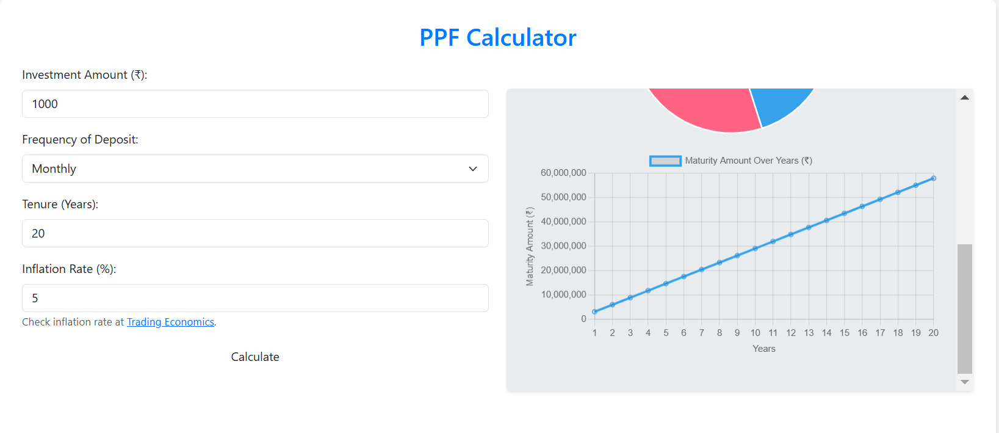 PPF Calculator
Investment Amount (₹):
1000
Frequency of Deposit:
Monthly
Tenure (Years):
20
Inflation Rate (%):
5
Check inflation rate at Trading Economics.
Calculate
Maturity Amount Over Years (₹)
60,000,000
50,000,000
40,000,000
30,000,000
20,000,000
10,000,000
0
Maturity Amount (₹)
1 2 3 4 5 6 7 8 9 10 11 12 13 14 15 16 17 18 19 20
Years